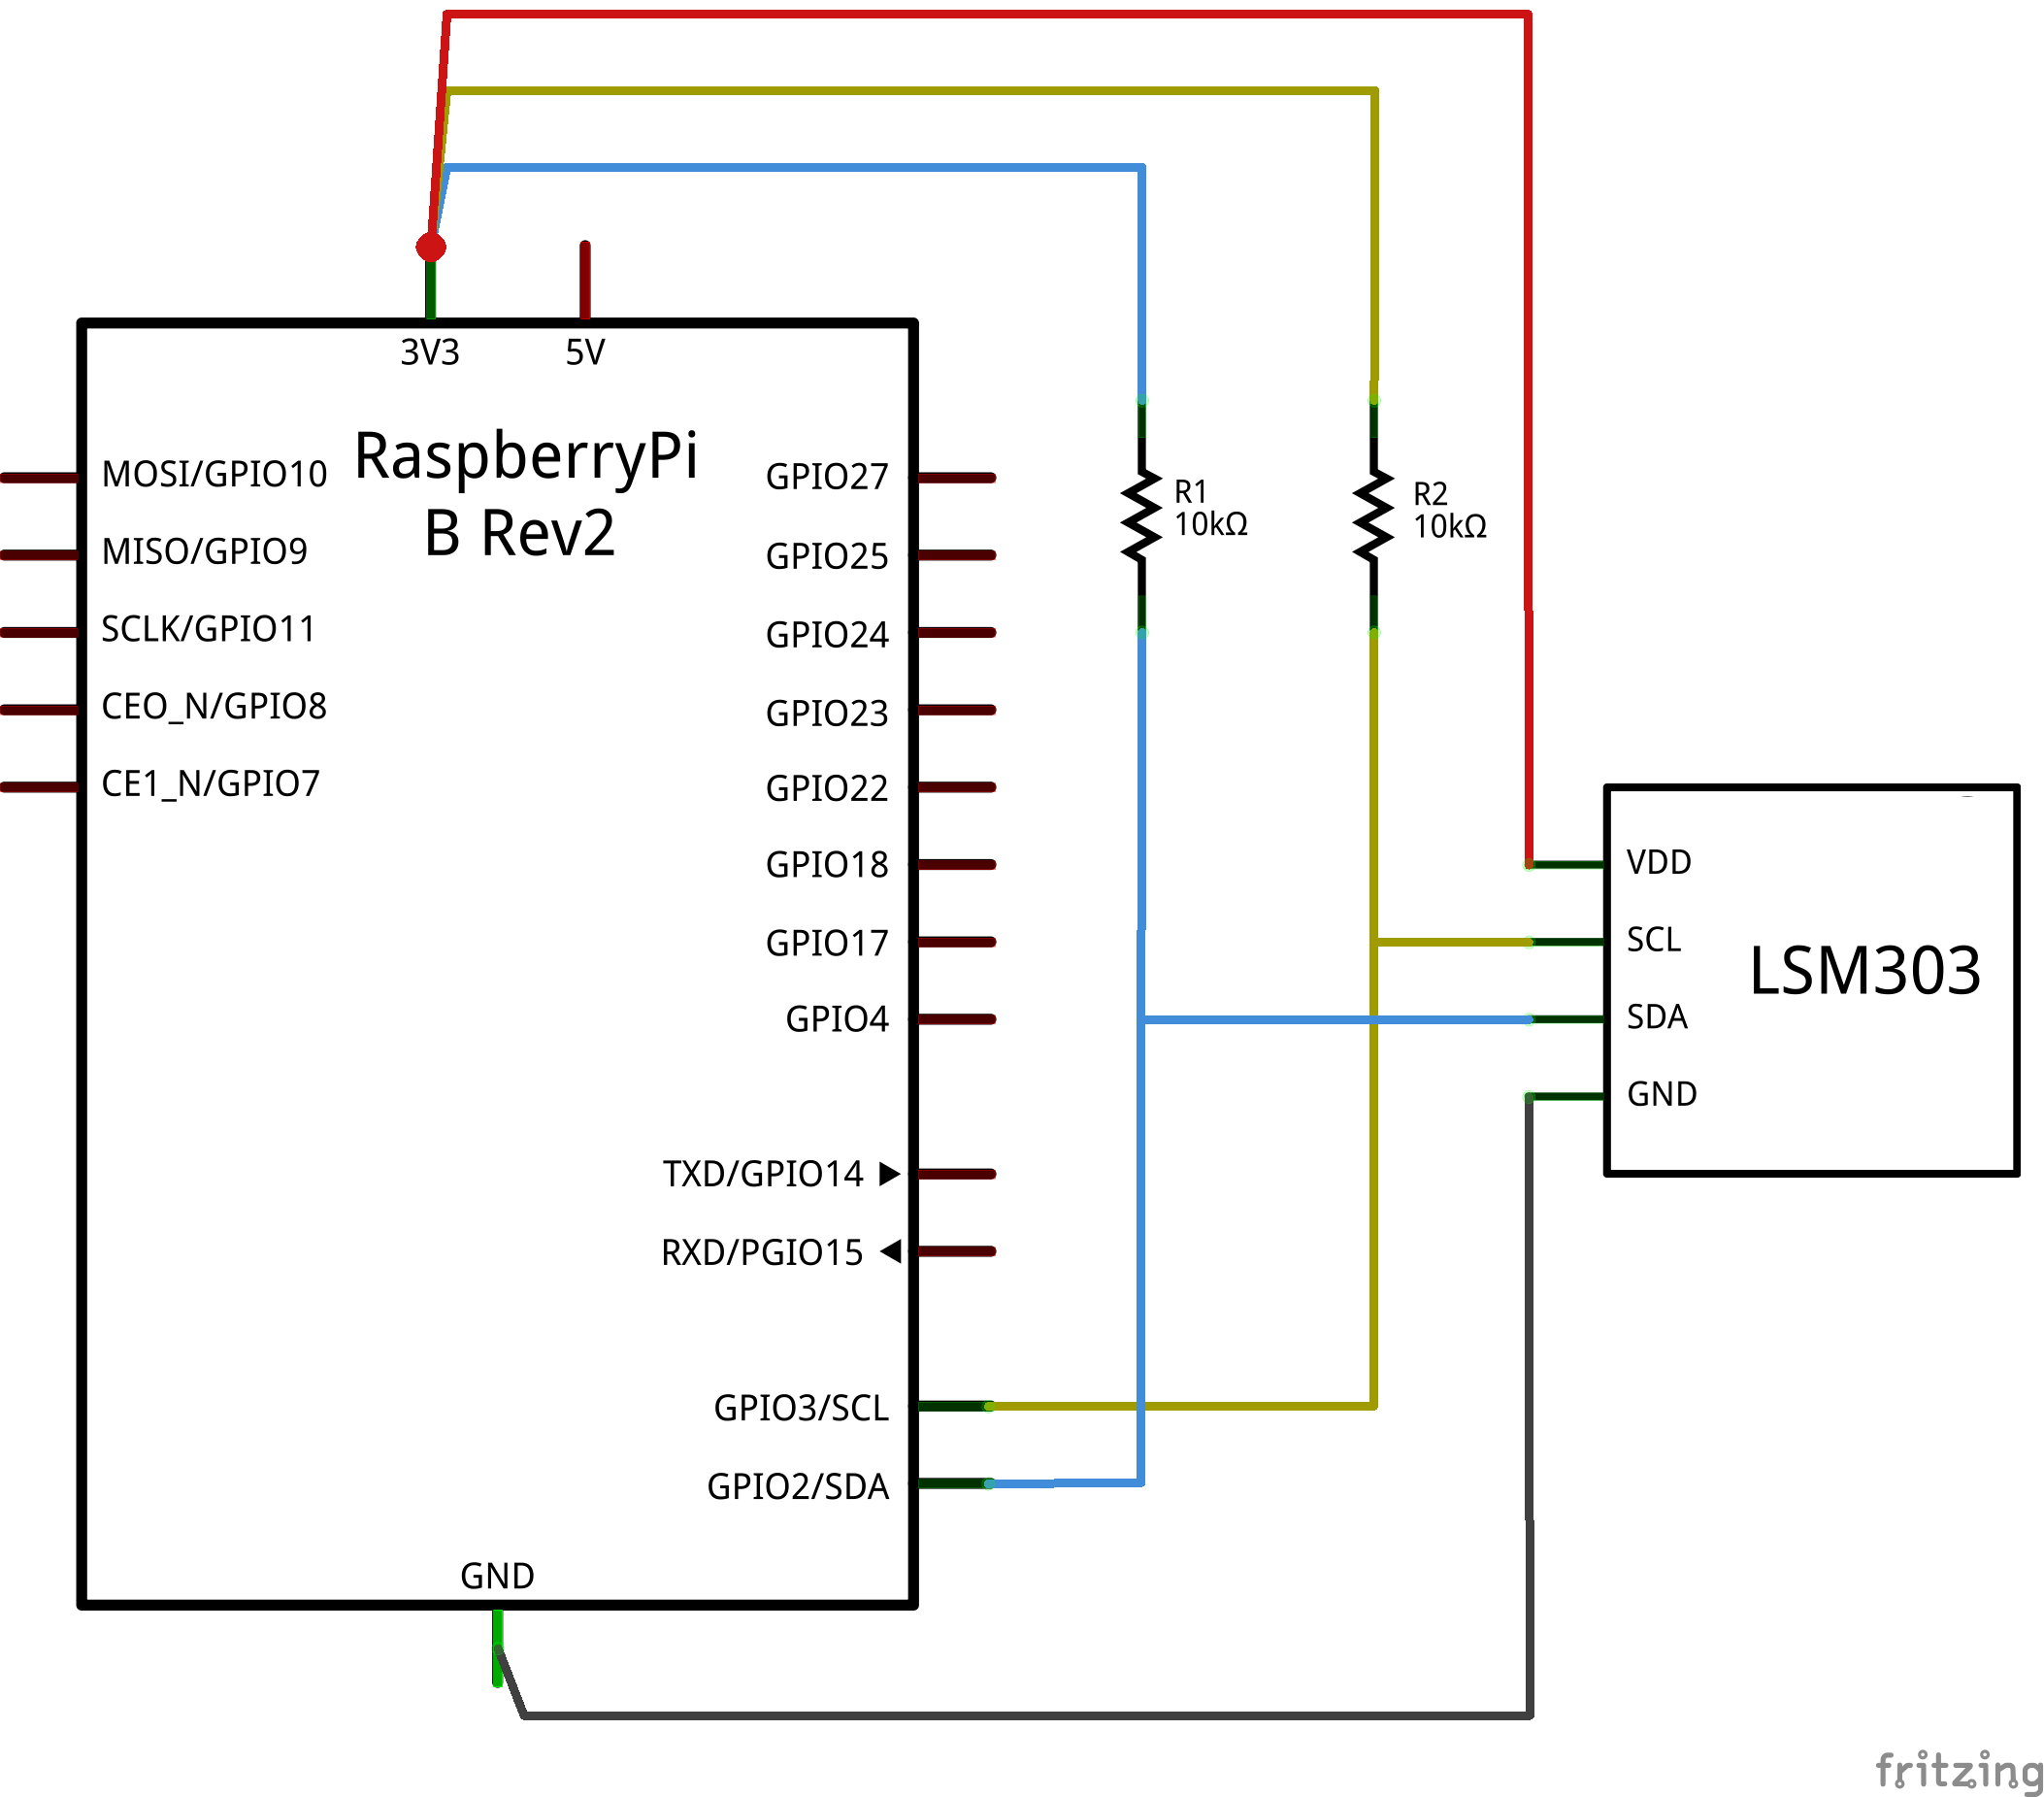 3V3
5V
RaspberryPi
B Rev2
MOSI/GPIO10
MISO/GPIO9
SCLK/GPIO11
CEO_N/GPIO8
CE1_N/GPIO7
GPIO27
GPIO25
GPIO24
GPIO23
GPIO22
GPIO18
GPIO17
GPIO4
TXD/GPIO14
RXD/PGIO15
GPIO3/SCL
GPIO2/SDA
GND
R1
10kΩ
R2
10kΩ
VDD
SCL
SDA
GND
LSM303
fritzing